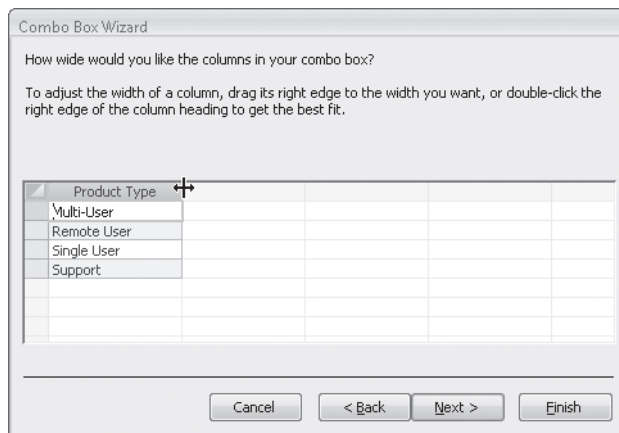 Combo Box Wizard
How wide would you like the columns in your combo box?
To adjust the width of a column, drag its right edge to the width you want, or double-click the
right edge of the column heading to get the best fit.
Product Type
Multi-User
Remote User
Single User
Support
Cancel
< Back
Next >
Finish